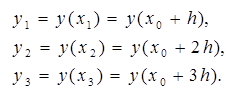 y₁ = y(x₁) = y(x₀ + h),
y₂ = y(x₂) = y(x₀ + 2h),
y₃ = y(x₃) = y(x₀ + 3h).